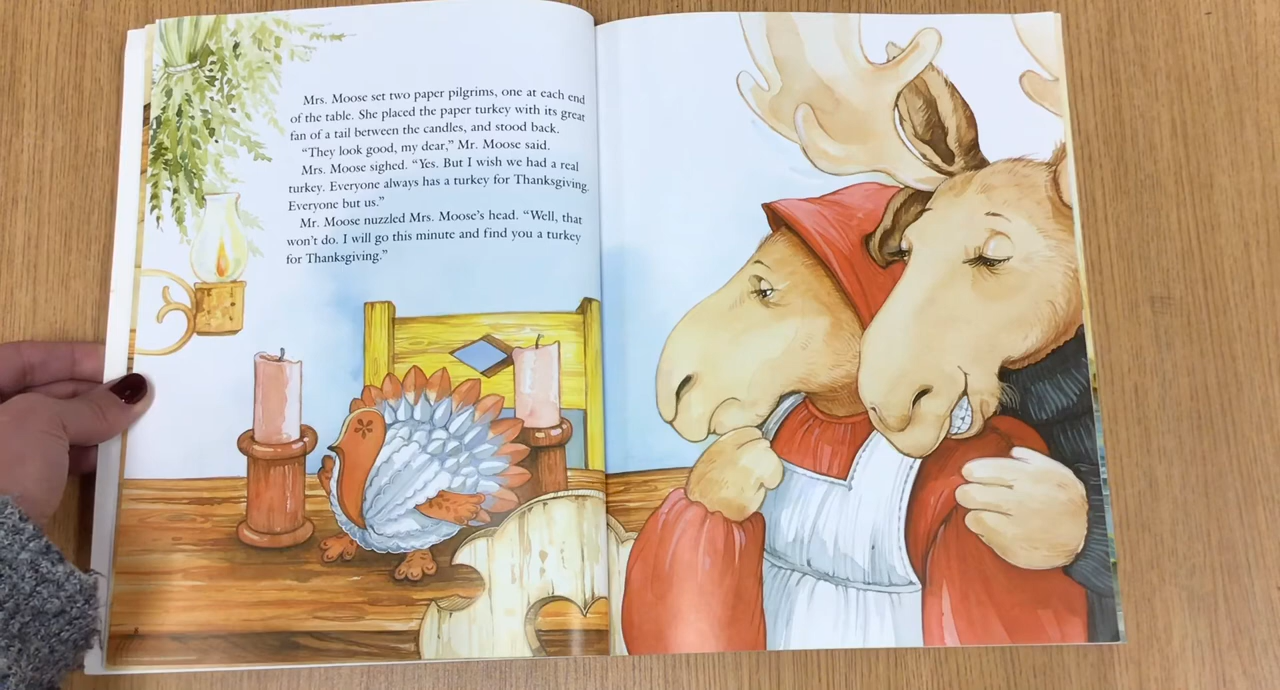 Mrs. Moose set two paper pilgrims, one at each end
of the table. She placed the paper turkey with its great
fan of a tail between the candles, and stood back.
“They look good, my dear,” Mr. Moose said.
Mrs. Moose sighed. “Yes. But I wish we had a real
turkey. Everyone always has a turkey for Thanksgiving.
Everyone but us.”
Mr. Moose nuzzled Mrs. Moose’s head. “Well, that
won’t do. I will go this minute and find you a turkey
for Thanksgiving.”